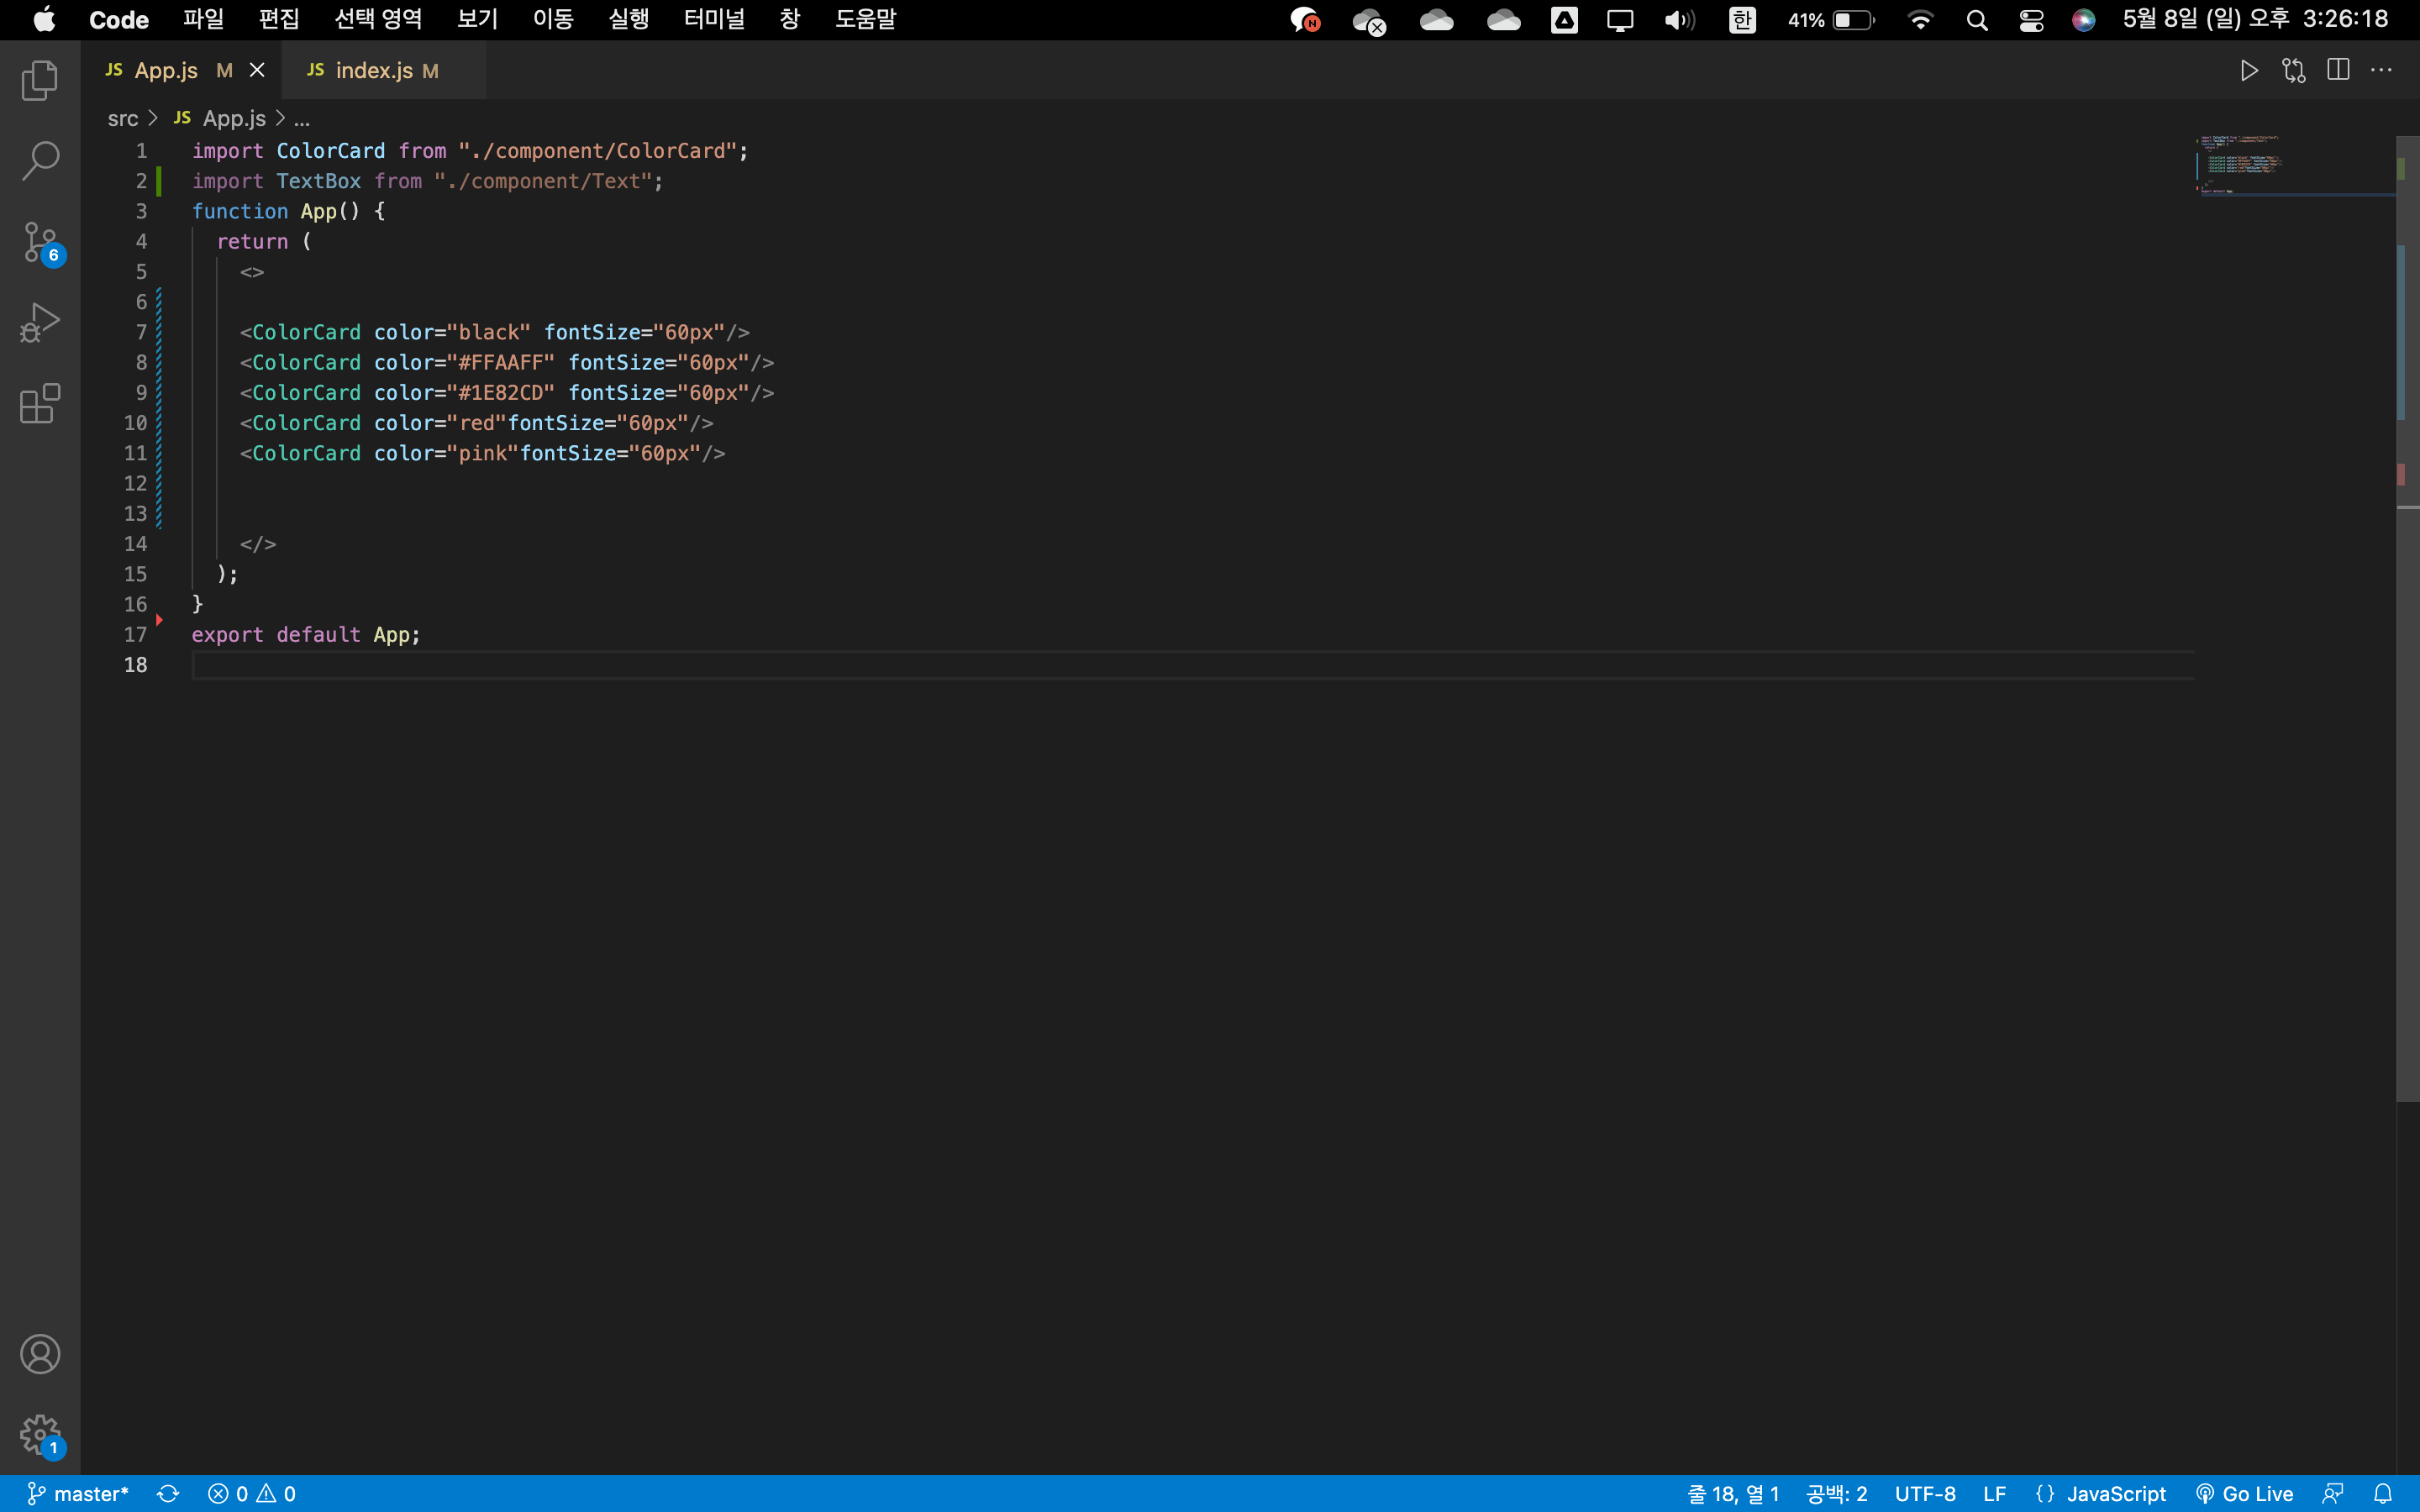 Code 파일 편집 선택 영역 보기 이동 실행 터미널 창 도움말 N 한 41% 5월 8일 (일) 오후 3:26:18
JS App.js M JS index.js M
src > JS App.js > ...
1 import ColorCard from "./component/ColorCard";
2 import TextBox from "./component/Text";
3 function App() {
4 return (
5 <>
6
7 <ColorCard color="black" fontSize="60px"/>
8 <ColorCard color="#FFAAFF" fontSize="60px"/>
9 <ColorCard color="#1E82CD" fontSize="60px"/>
10 <ColorCard color="red"fontSize="60px"/>
11 <ColorCard color="pink"fontSize="60px"/>
12
13
14 </>
15 );
16 }
17 export default App;
18
6
1
master* 0 0 줄 18, 열 1 공백: 2 UTF-8 LF {} JavaScript Go Live